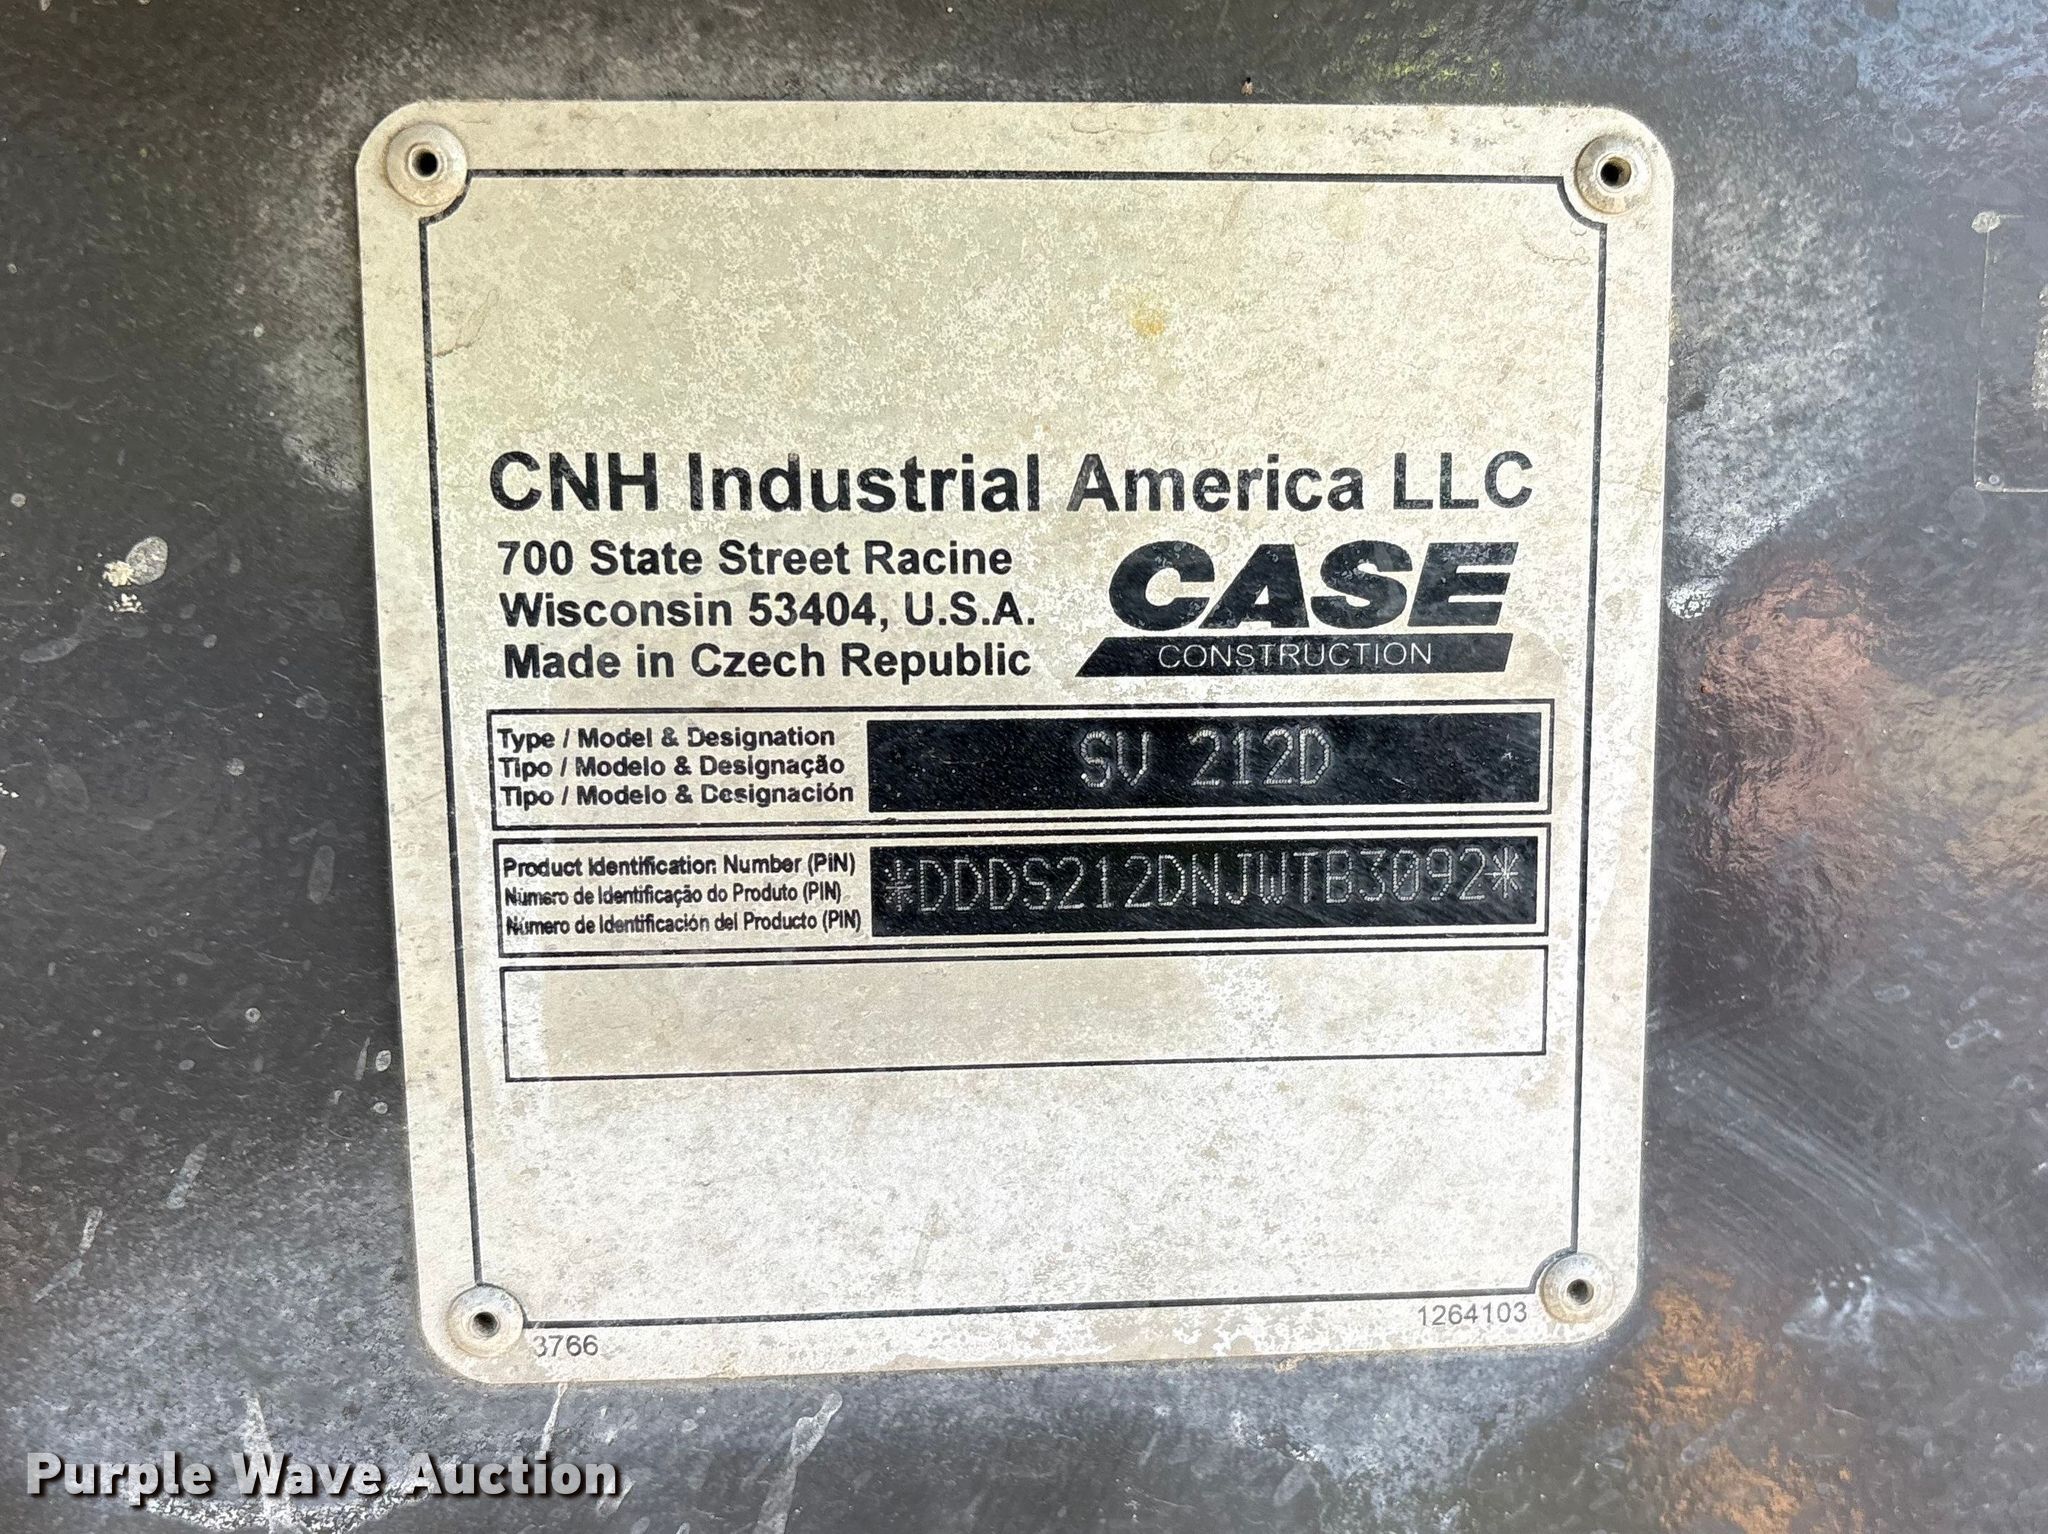 CNH Industrial America LLC
700 State Street Racine
Wisconsin 53404, U.S.A.
Made in Czech Republic
CASE
CONSTRUCTION
Type / Model & Designation
Tipo / Modelo & Designação
Tipo / Modelo & Designación
SV 212D
Product Identification Number (PIN)
Número de Identificação do Produto (PIN)
Número de Identificación del Producto (PIN)
*DDDS212DNJWTB3092*
3766
1264103
Purple Wave Auction